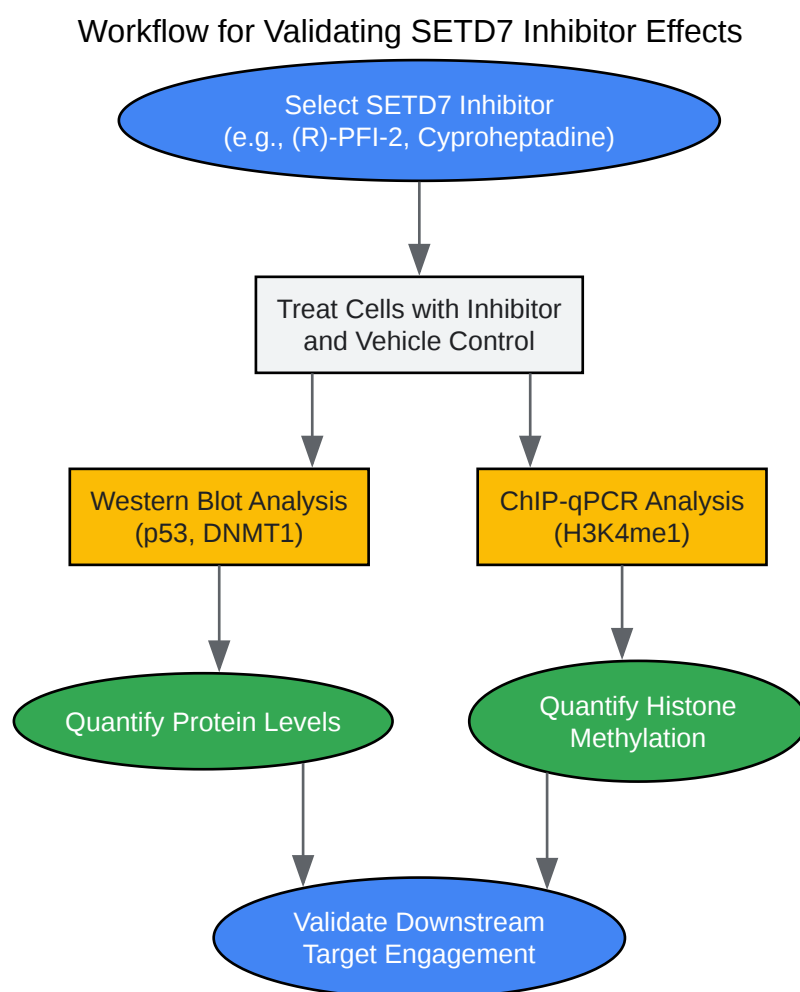 Workflow for Validating SETD7 Inhibitor Effects
Select SETD7 Inhibitor
(e.g., (R)-PFI-2, Cyproheptadine)
Treat Cells with Inhibitor
and Vehicle Control
Western Blot Analysis
(p53, DNMT1)
ChIP-qPCR Analysis
(H3K4me1)
Quantify Protein Levels
Quantify Histone
Methylation
Validate Downstream
Target Engagement